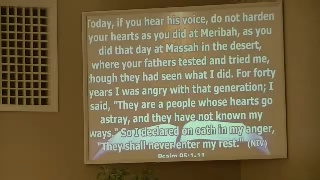 Today, if you hear his voice, do not harden
your hearts as you did at Meribah, as you
did that day at Massah in the desert,
where your fathers tested and tried me,
though they had seen what I did. For forty
years I was angry with that generation; I
said, "They are a people whose hearts go
astray, and they have not known my
ways." So I declared on oath in my anger,
"They shall never enter my rest." (NIV)
Psalm 95:1-11